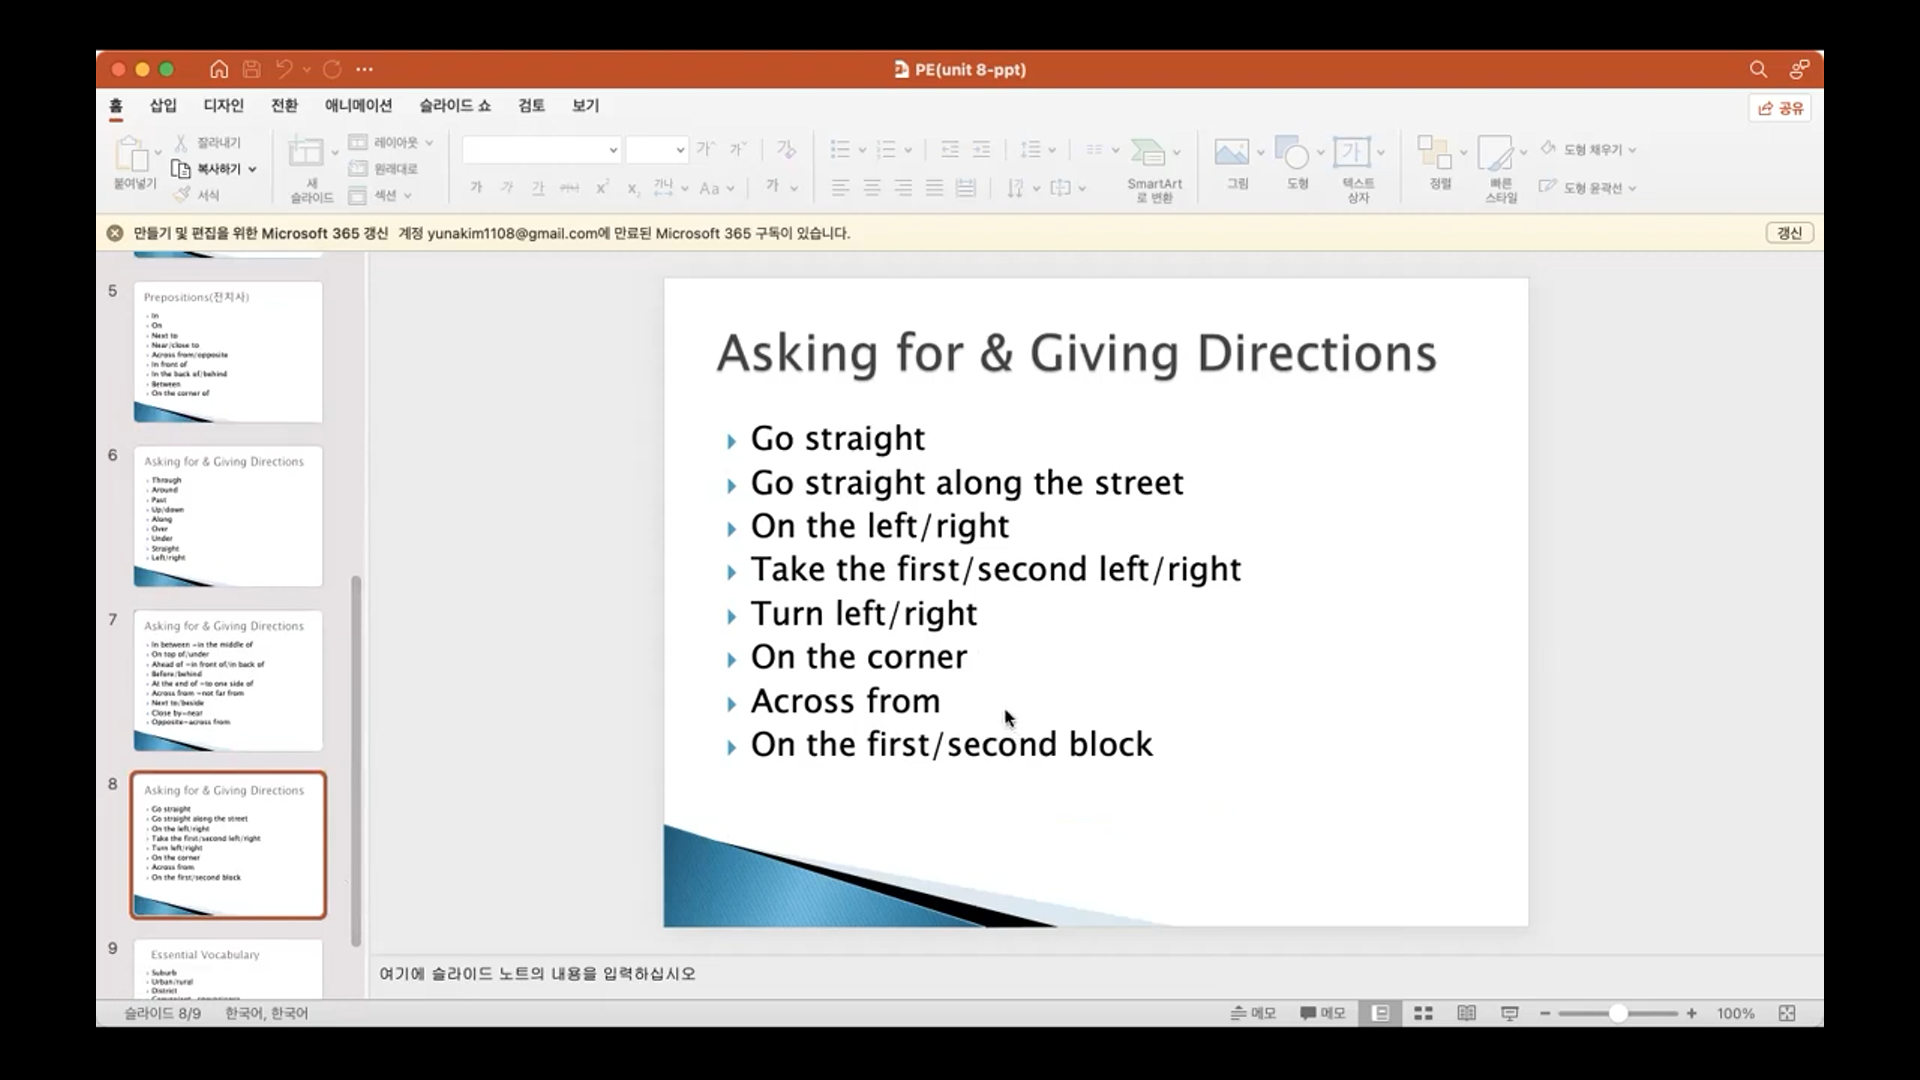 PE(unit 8-ppt)
홈 삽입 디자인 전환 애니메이션 슬라이드 쇼 검토 보기
공유
붙여넣기
잘라내기
복사하기
서식
새
슬라이드
레이아웃
원래대로
섹션
SmartArt
로 변환
그림
도형
텍스트
상자
정렬
빠른
스타일
도형 채우기
도형 윤곽선
만들기 및 편집을 위한 Microsoft 365 갱신 계정 yunakim1108@gmail.com에 만료된 Microsoft 365 구독이 있습니다.
갱신
5
Prepositions(전치사)
In
On
Next to
Near/close to
Across from/opposite
In front of
In the back of/behind
Between
On the corner of
6
Asking for & Giving Directions
Through
Around
Past
Up/down
Along
Over
Under
Straight
Left/right
7
Asking for & Giving Directions
In between –in the middle of
On top of/under
Ahead of –in front of/in back of
Before/behind
At the end of –to one side of
Across from –not far from
Next to/beside
Close by–near
Opposite–across from
8
Asking for & Giving Directions
Go straight
Go straight along the street
On the left/right
Take the first/second left/right
Turn left/right
On the corner
Across from
On the first/second block
9
Essential Vocabulary
Suburb
Urban/rural
District
Asking for & Giving Directions
Go straight
Go straight along the street
On the left/right
Take the first/second left/right
Turn left/right
On the corner
Across from
On the first/second block
여기에 슬라이드 노트의 내용을 입력하십시오
슬라이드 8/9 한국어, 한국어
메모 메모 100%